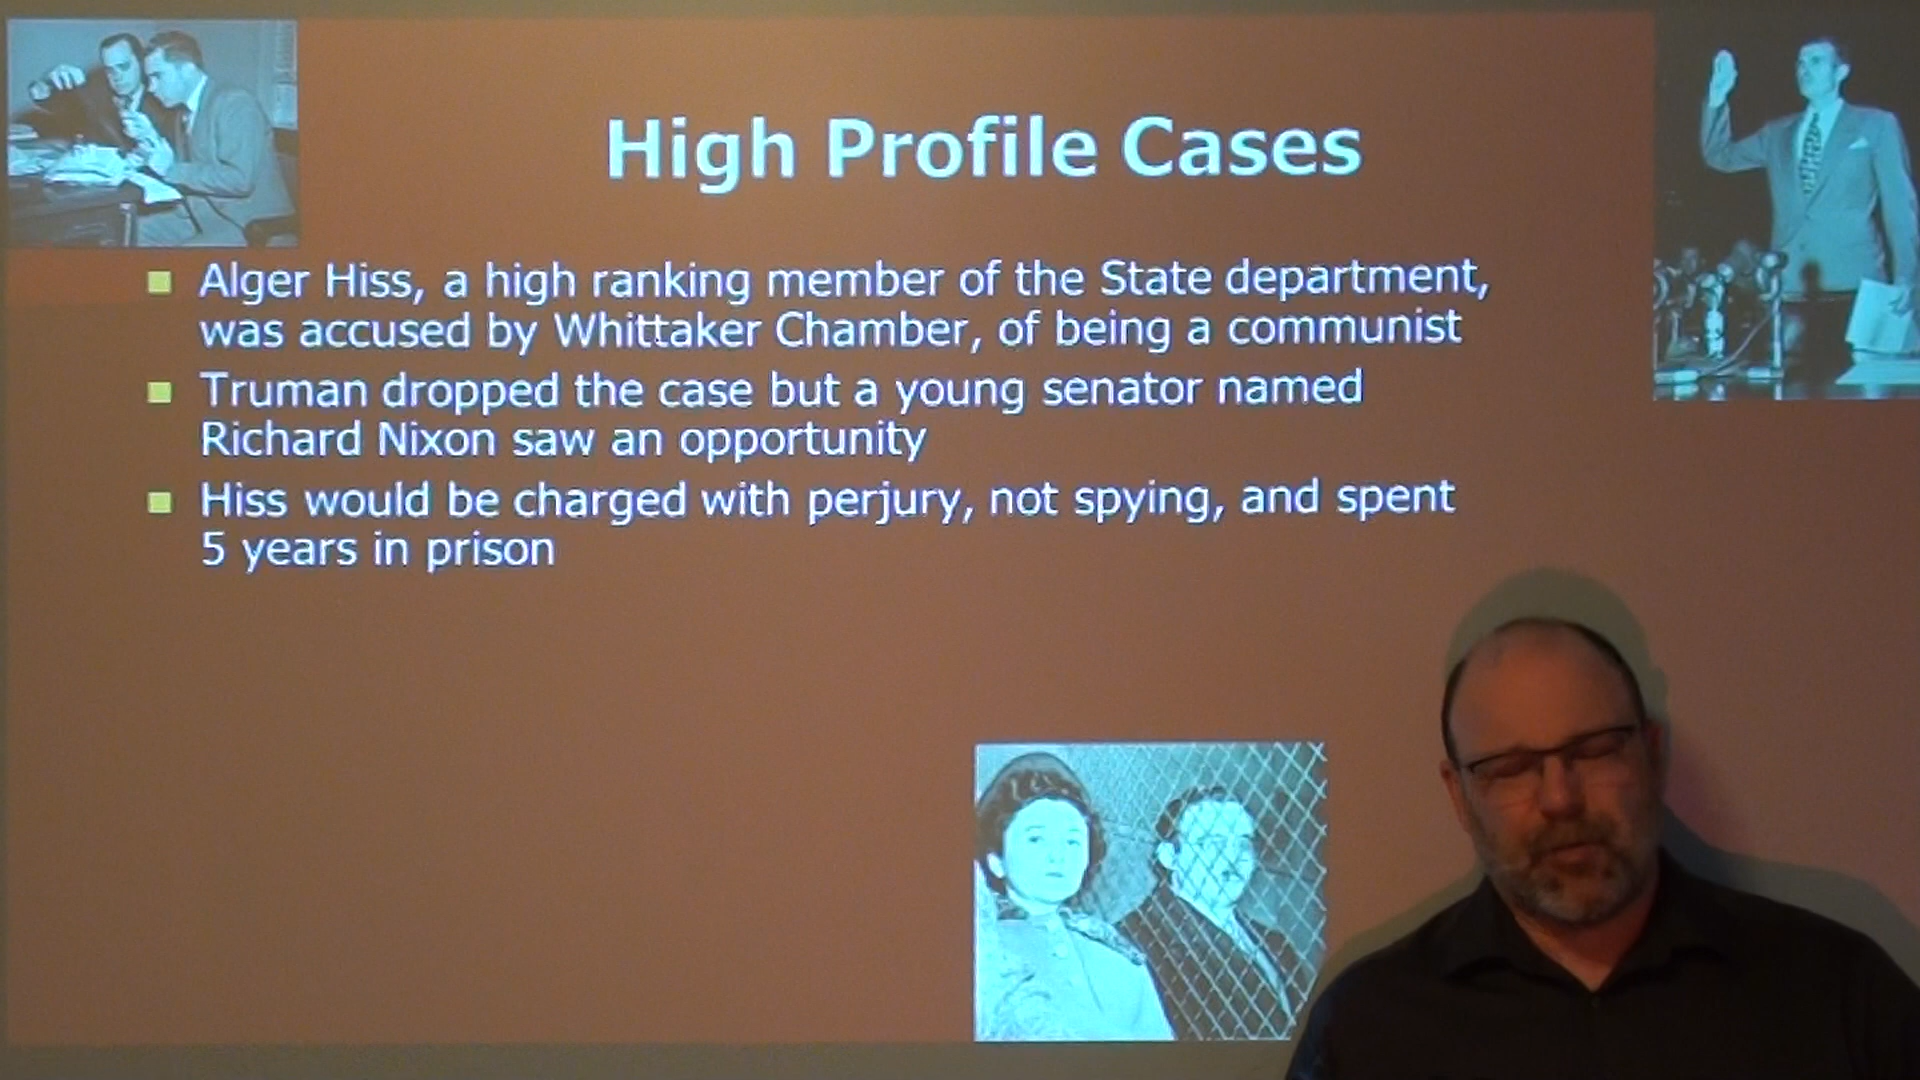 High Profile Cases
Alger Hiss, a high ranking member of the State department,
was accused by Whittaker Chamber, of being a communist
Truman dropped the case but a young senator named
Richard Nixon saw an opportunity
Hiss would be charged with perjury, not spying, and spent
5 years in prison